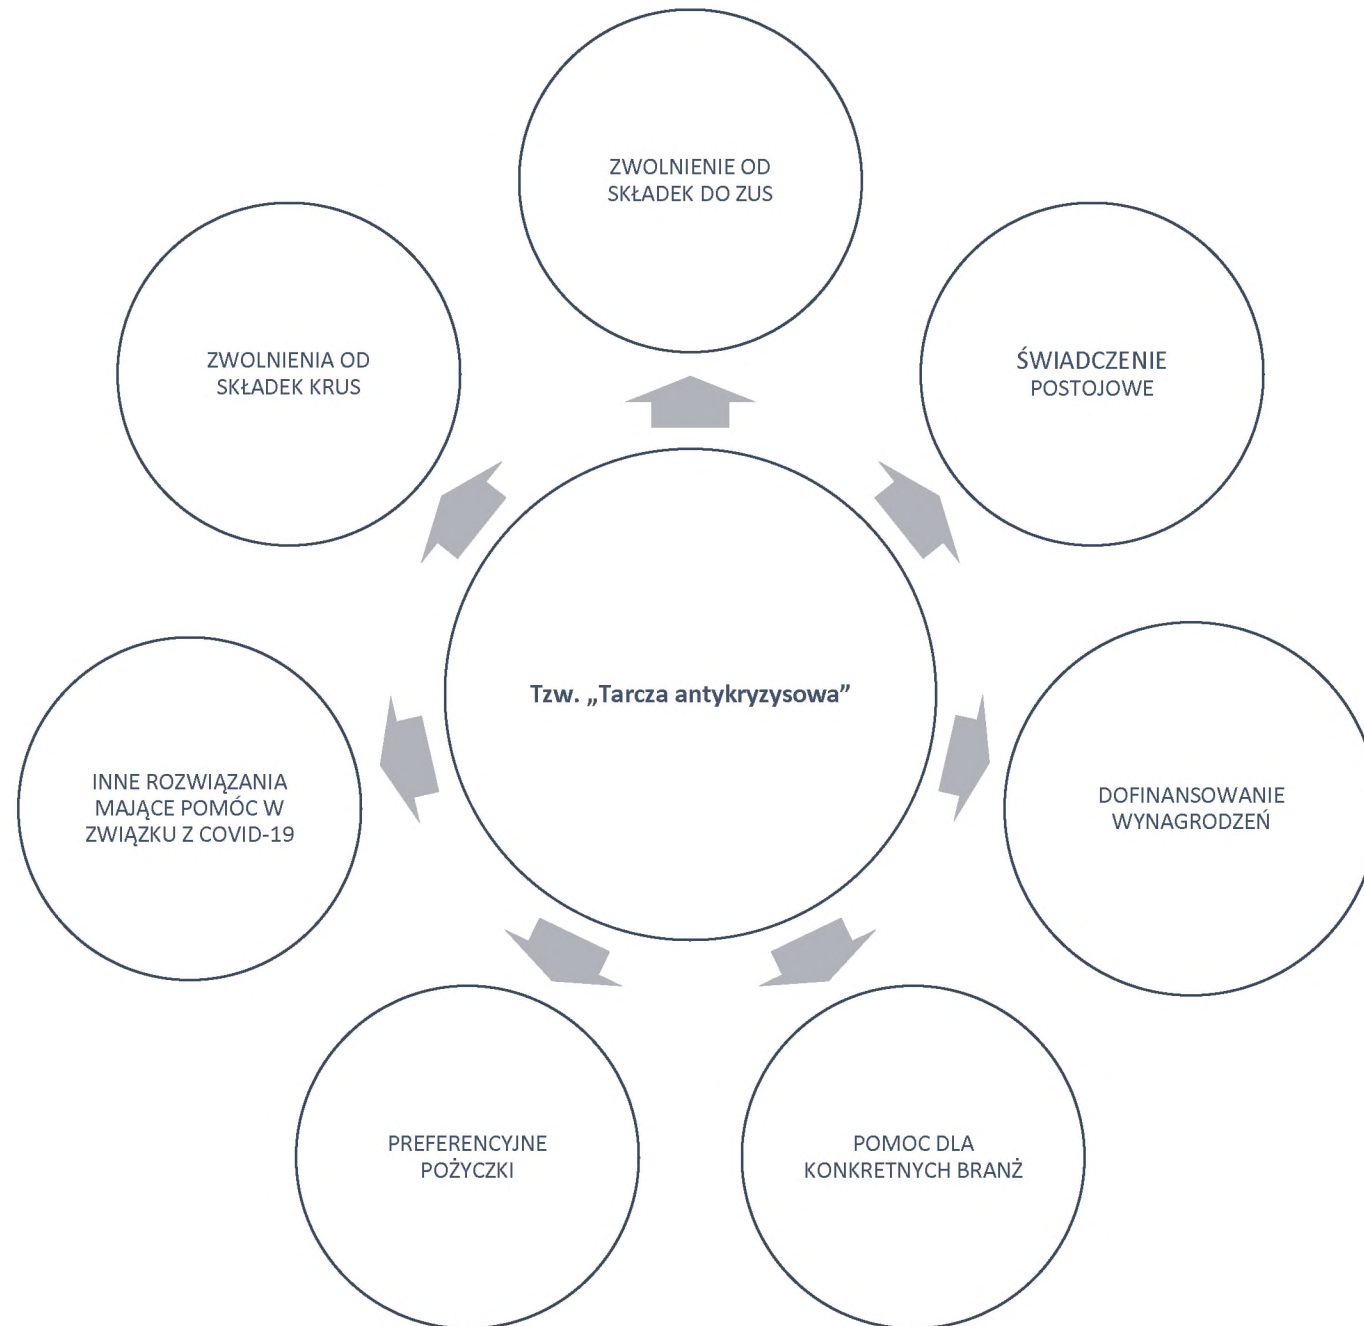 ZWOLNIENIE OD
SKŁADEK DO ZUS
ZWOLNIENIA OD
SKŁADEK KRUS
ŚWIADCZENIE
POSTOJOWE
Tzw. „Tarcza antykryzysowa”
INNE ROZWIĄZANIA
MAJĄCE POMÓC W
ZWIĄZKU Z COVID-19
DOFINANSOWANIE
WYNAGRODZEŃ
PREFERENCYJNE
POŻYCZKI
POMOC DLA
KONKRETNYCH BRANŻ